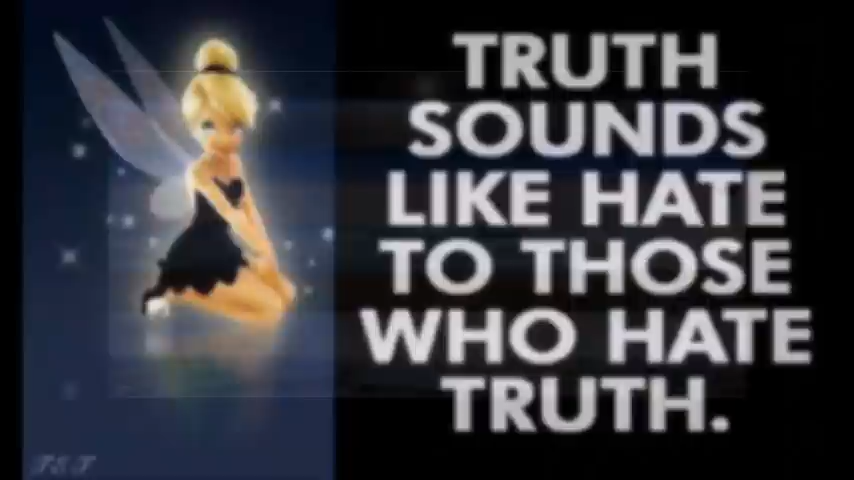 TRUTH
SOUNDS
LIKE HATE
TO THOSE
WHO HATE
TRUTH.